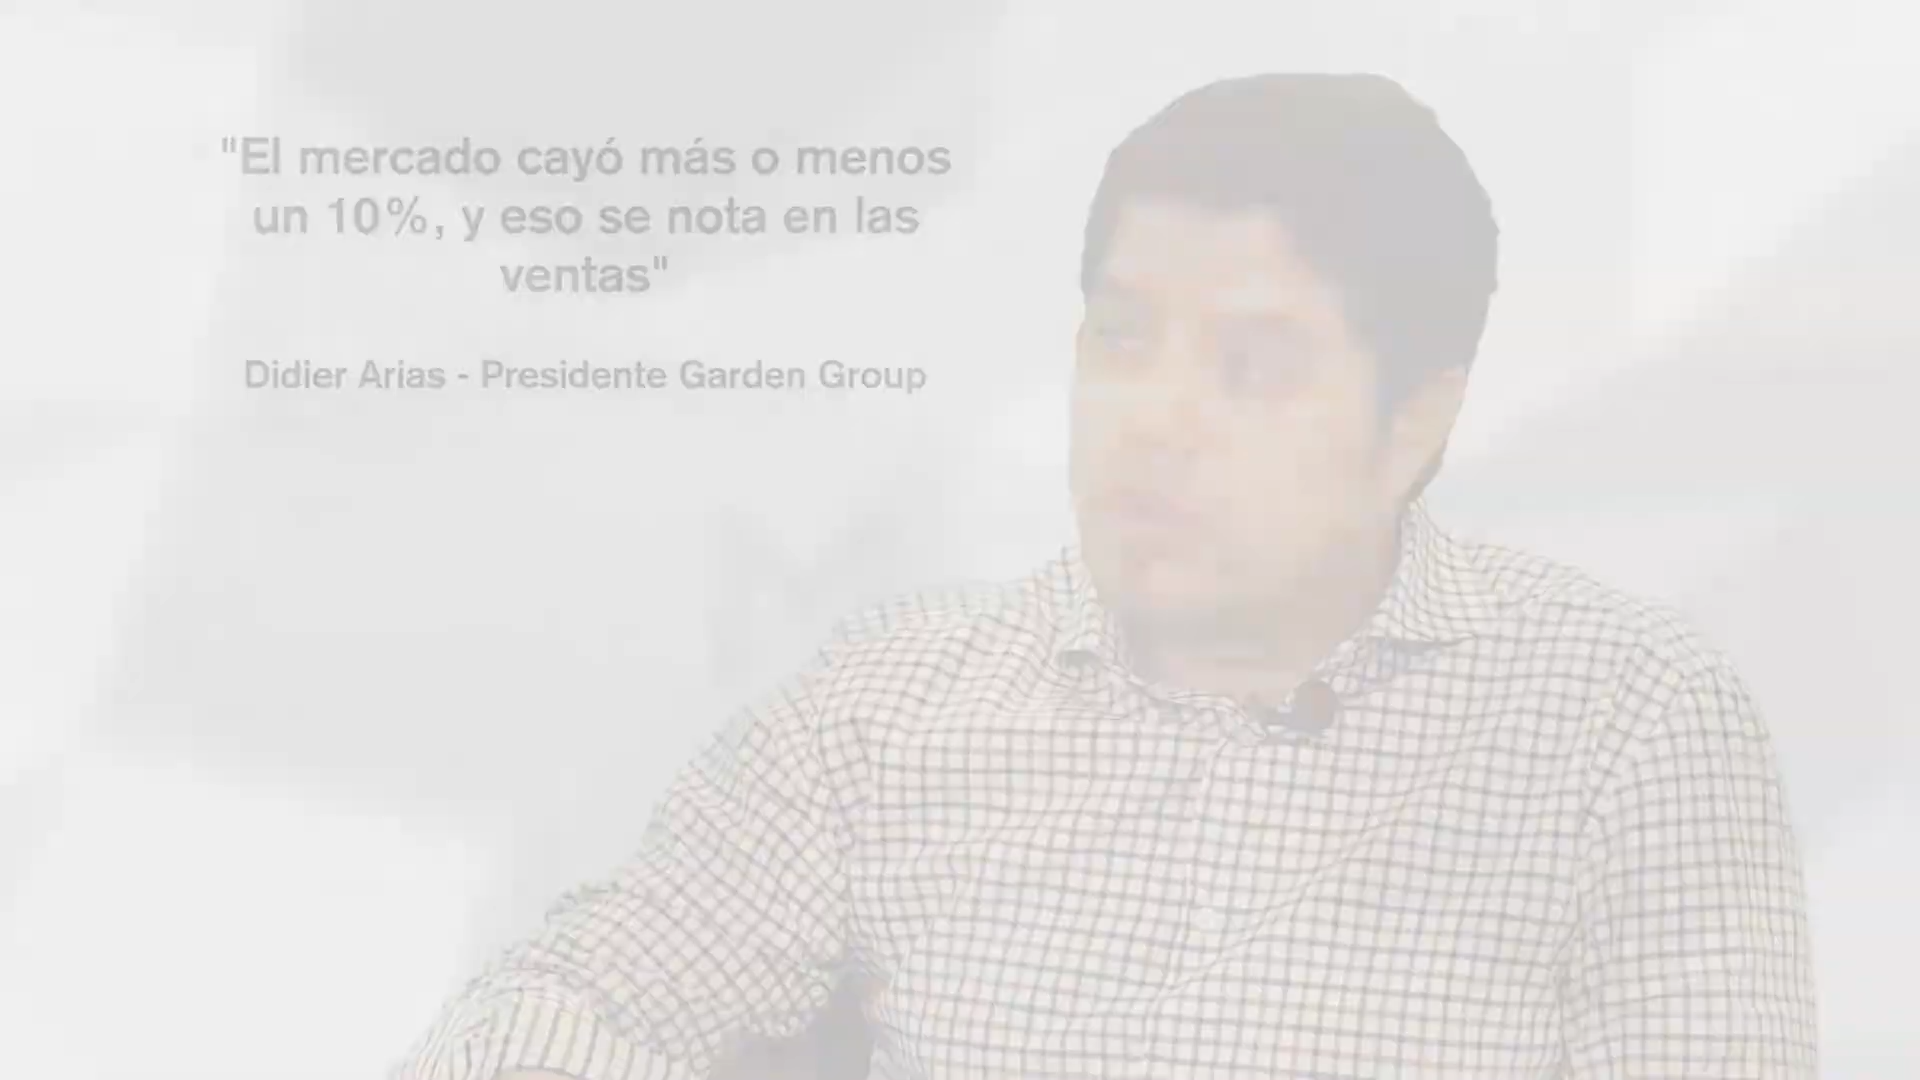 "El mercado cayó más o menos
un 10%, y eso se nota en las
ventas"
Didier Arias - Presidente Garden Group